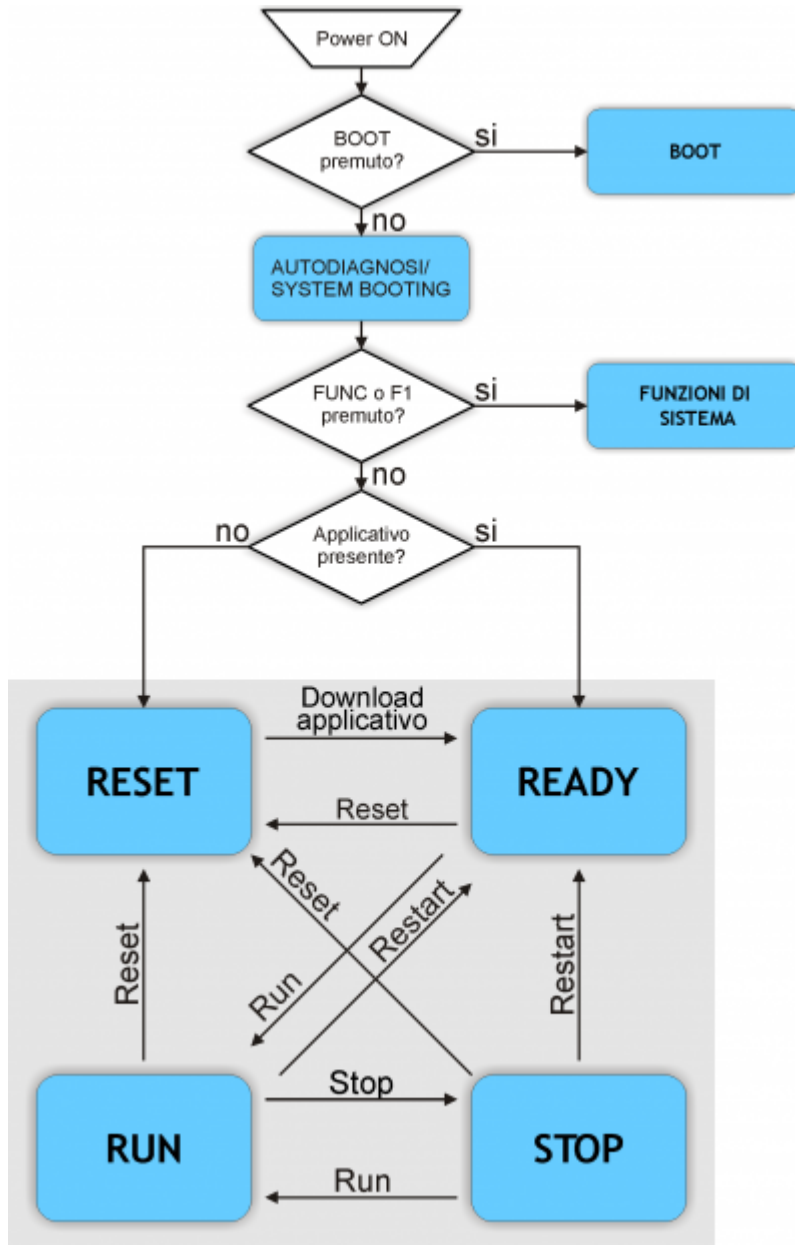 Power ON
BOOT
premuto?
si
BOOT
no
AUTODIAGNOSI/
SYSTEM BOOTING
FUNC o F1
premuto?
si
FUNZIONI DI
SISTEMA
no
no
Applicativo
presente?
si
Download
applicativo
RESET
READY
Reset
Reset
Restart
Reset
Run
Restart
Stop
RUN
STOP
Run